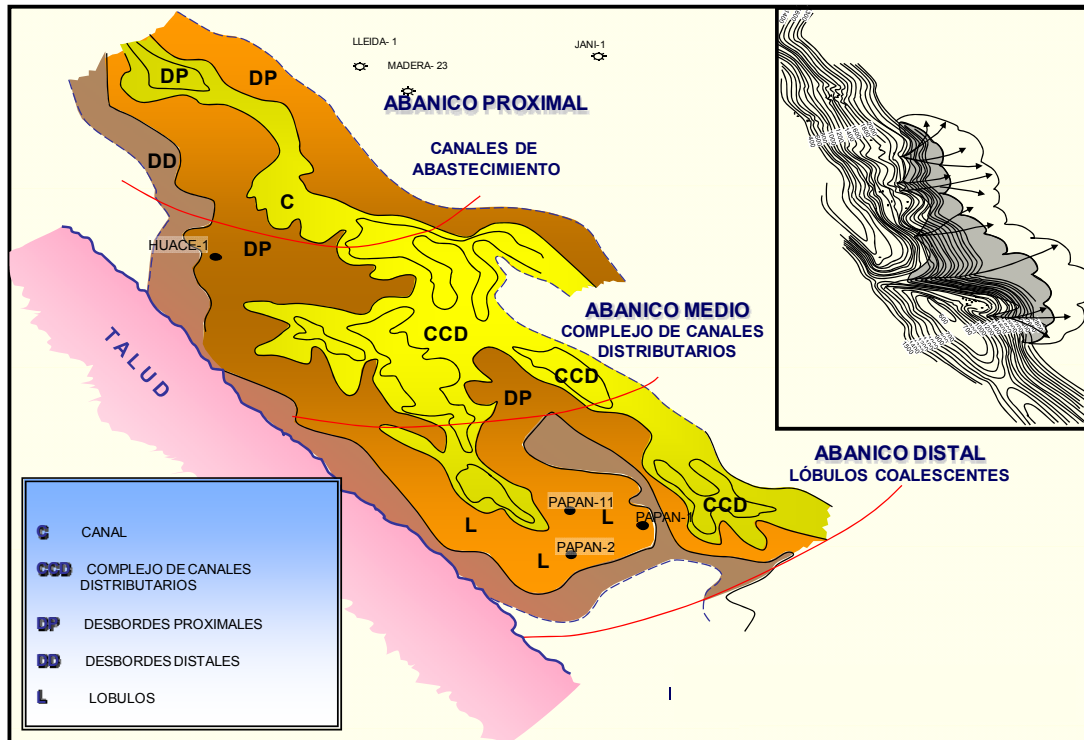 LLEIDA- 1
JANI-1
MADERA- 23
DP
DP
ABANICO PROXIMAL
CANALES DE
ABASTECIMIENTO
DD
C
HUACE-1
DP
ABANICO MEDIO
COMPLEJO DE CANALES
DISTRIBUTARIOS
CCD
CCD
DP
TALUD
ABANICO DISTAL
LÓBULOS COALESCENTES
PAPAN-11
L
L
PAPAN-1
CCD
PAPAN-2
L
C CANAL
CCD COMPLEJO DE CANALES
DISTRIBUTARIOS
DP DESBORDES PROXIMALES
DD DESBORDES DISTALES
L LOBULOS